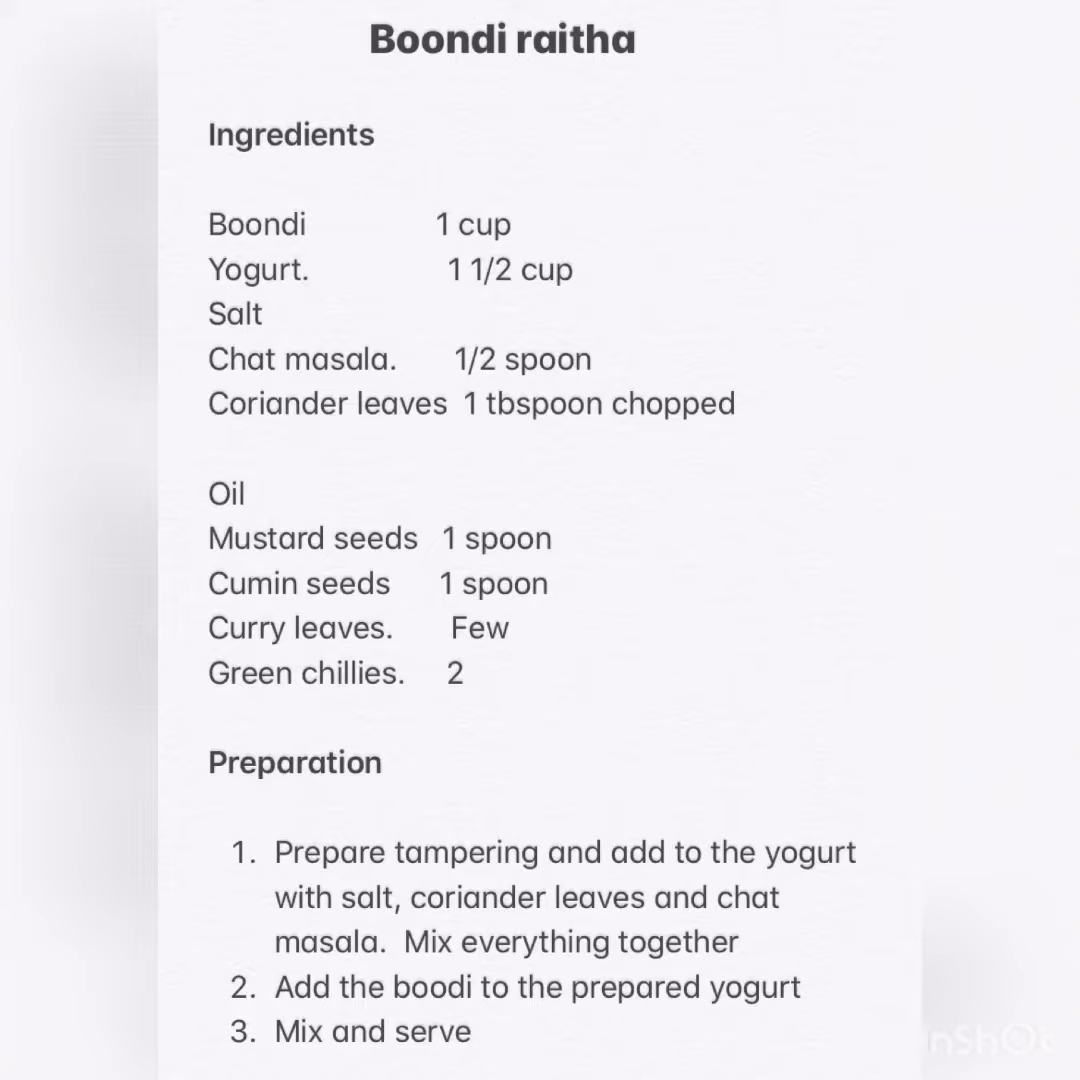 Boondi raitha
Ingredients
Boondi 1 cup
Yogurt. 1 1/2 cup
Salt
Chat masala. 1/2 spoon
Coriander leaves 1 tbspoon chopped
Oil
Mustard seeds 1 spoon
Cumin seeds 1 spoon
Curry leaves. Few
Green chillies. 2
Preparation
1. Prepare tampering and add to the yogurt
with salt, coriander leaves and chat
masala. Mix everything together
2. Add the boodi to the prepared yogurt
3. Mix and serve
InShOt